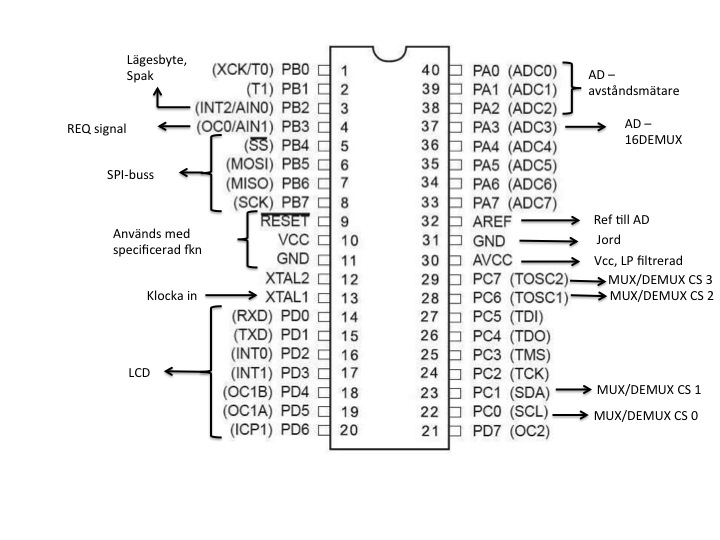 Lägesbyte,
Spak
REQ signal
SPI-buss
Används med
specificerad fkn
Klocka in
LCD
(XCK/T0) PB0 1
(T1) PB1 2
(INT2/AIN0) PB2 3
(OC0/AIN1) PB3 4
(SS) PB4 5
(MOSI) PB5 6
(MISO) PB6 7
(SCK) PB7 8
RESET 9
VCC 10
GND 11
XTAL2 12
XTAL1 13
(RXD) PD0 14
(TXD) PD1 15
(INT0) PD2 16
(INT1) PD3 17
(OC1B) PD4 18
(OC1A) PD5 19
(ICP1) PD6 20
40 PA0 (ADC0)
39 PA1 (ADC1)
38 PA2 (ADC2)
37 PA3 (ADC3)
36 PA4 (ADC4)
35 PA5 (ADC5)
34 PA6 (ADC6)
33 PA7 (ADC7)
32 AREF
31 GND
30 AVCC
29 PC7 (TOSC2)
28 PC6 (TOSC1)
27 PC5 (TDI)
26 PC4 (TDO)
25 PC3 (TMS)
24 PC2 (TCK)
23 PC1 (SDA)
22 PC0 (SCL)
21 PD7 (OC2)
AD –
avståndsmätare
AD –
16DEMUX
Ref till AD
Jord
Vcc, LP filtrerad
MUX/DEMUX CS 3
MUX/DEMUX CS 2
MUX/DEMUX CS 1
MUX/DEMUX CS 0